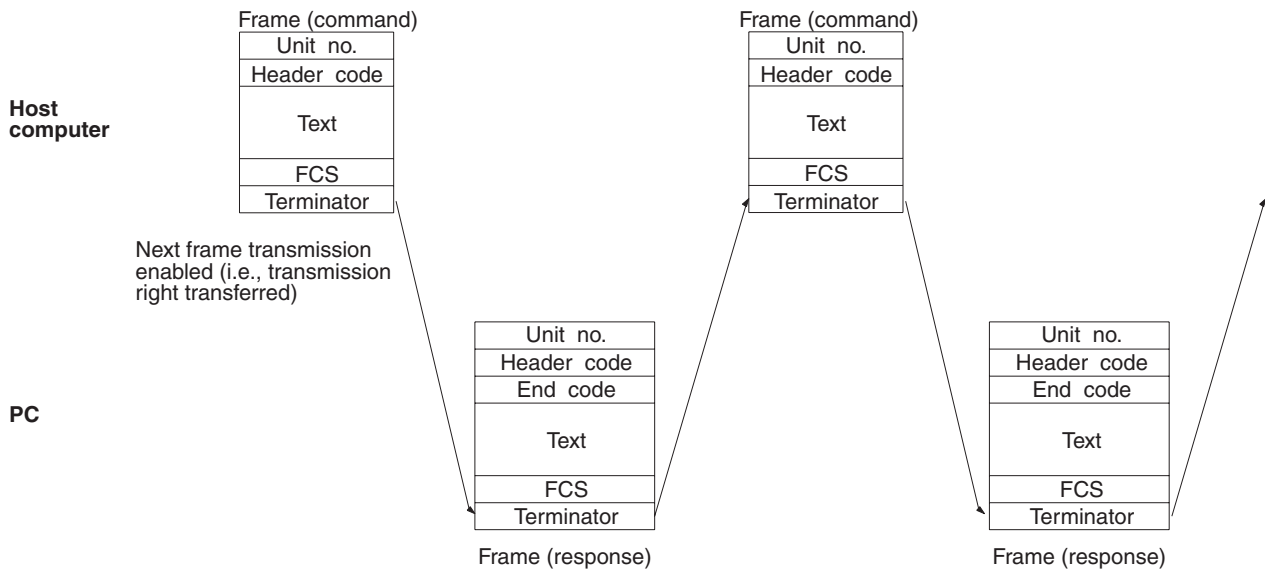 Frame (command)
Unit no.
Header code
Text
FCS
Terminator
Frame (command)
Unit no.
Header code
Text
FCS
Terminator
Host
computer
Next frame transmission
enabled (i.e., transmission
right transferred)
PC
Unit no.
Header code
End code
Text
FCS
Terminator
Frame (response)
Unit no.
Header code
End code
Text
FCS
Terminator
Frame (response)